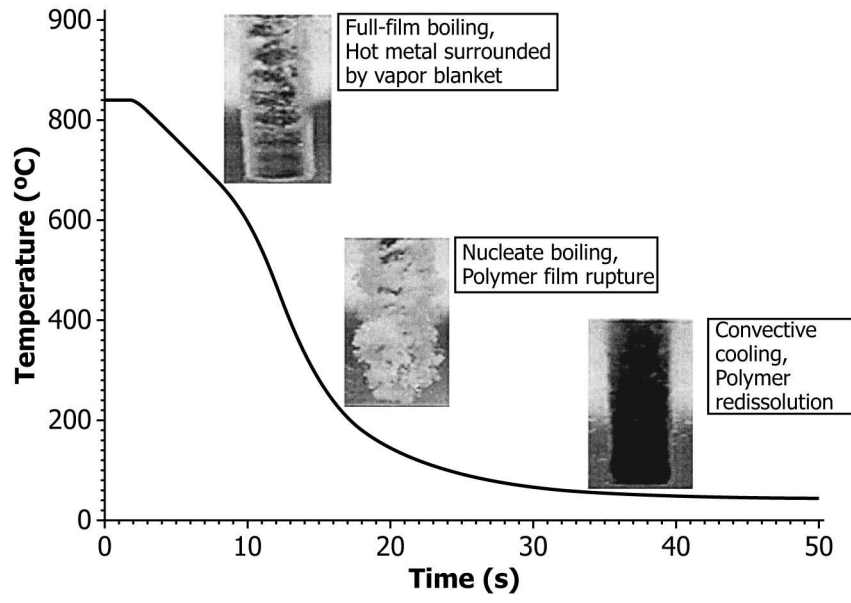 900
Full-film boiling,
Hot metal surrounded
by vapor blanket
800
600
Nucleate boiling,
Polymer film rupture
400
Convective
cooling,
Polymer
redissolution
200
0
Temperature (ºC)
0 10 20 30 40 50
Time (s)